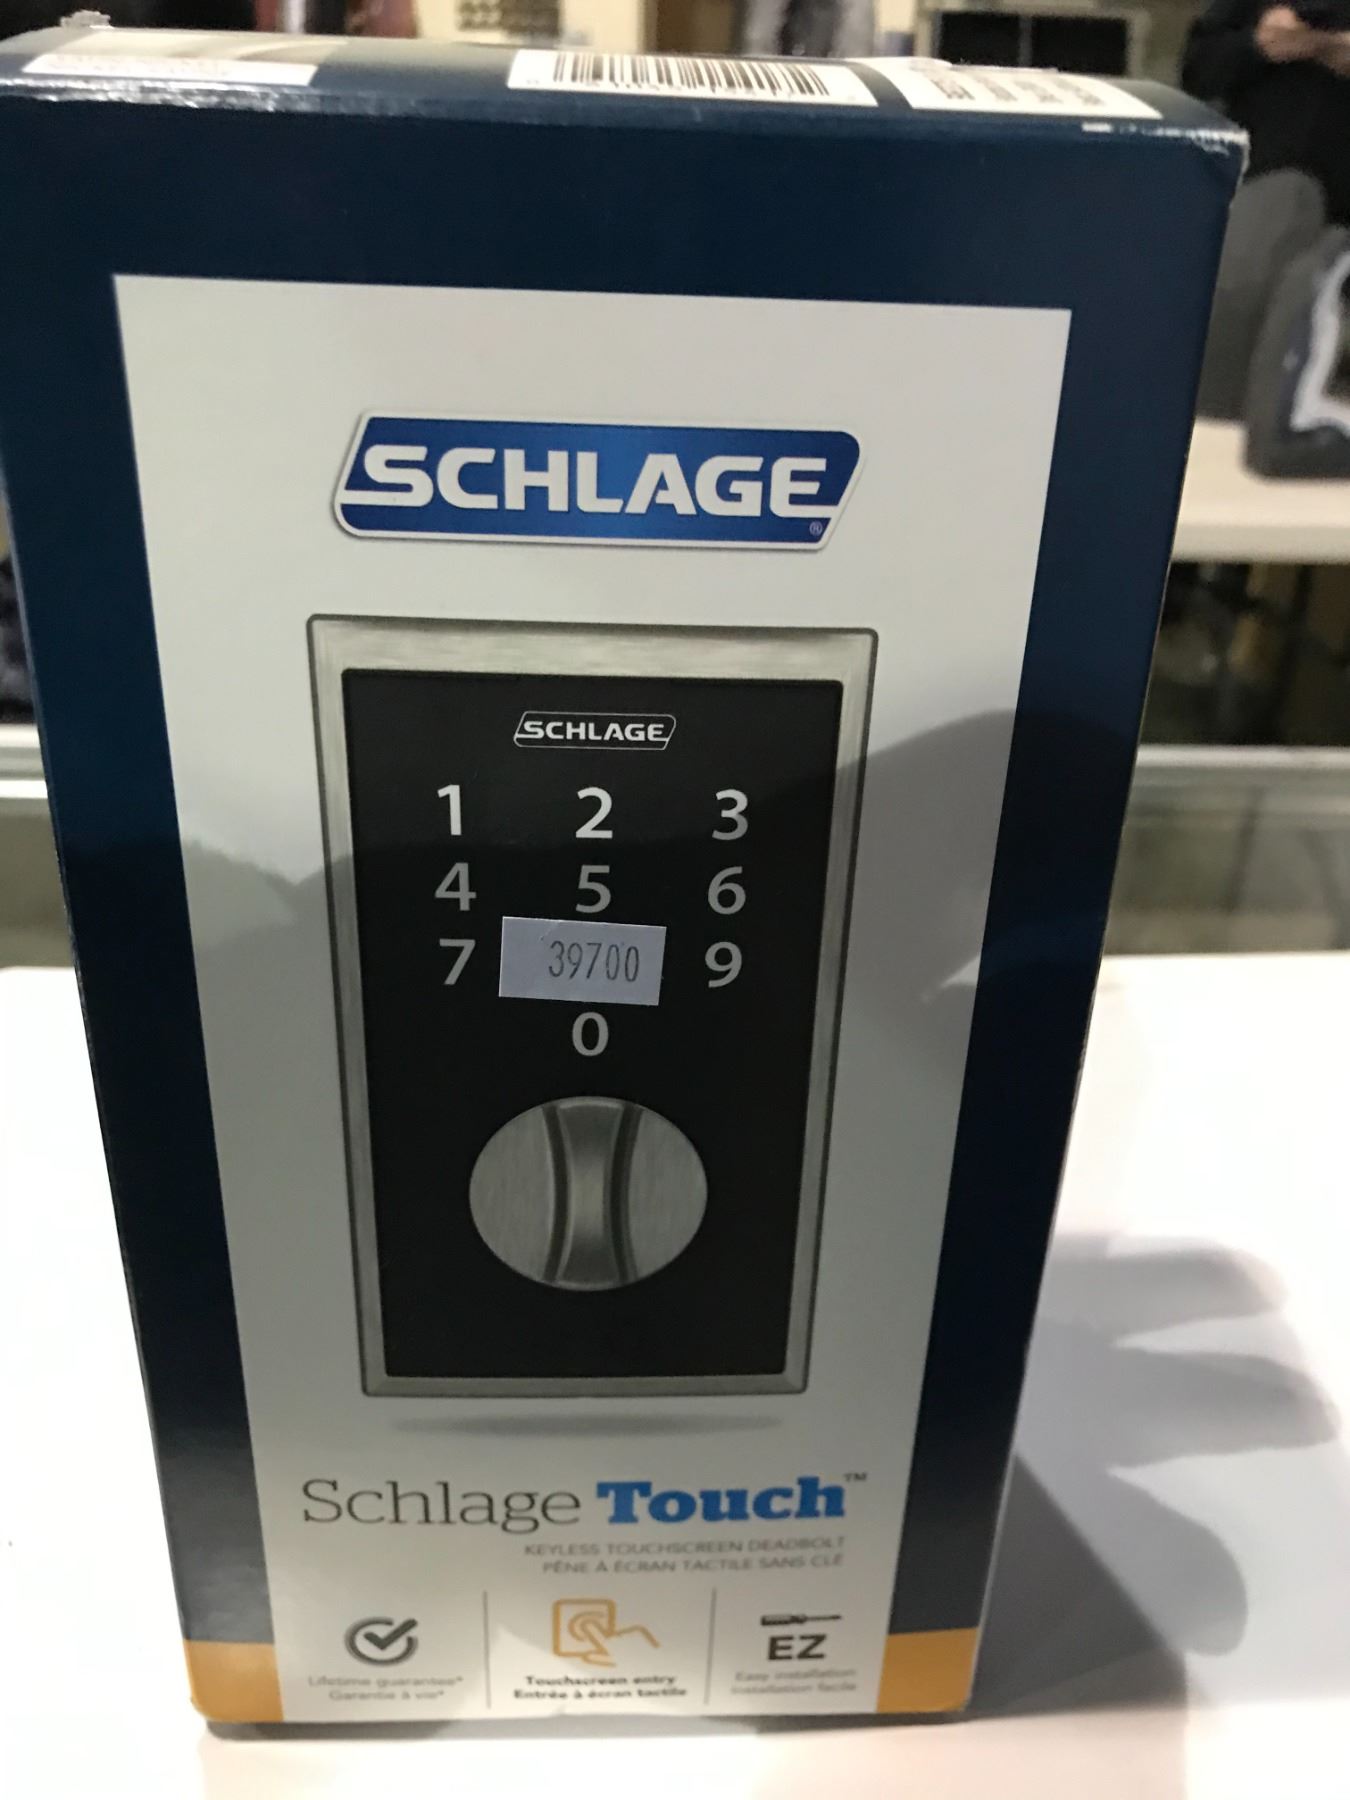 SCHLAGE®
SCHLAGE
1 2 3
4 5 6
7 39700 9
0
Schlage Touch™
KEYLESS TOUCHSCREEN DEADBOLT
PÊNE À ÉCRAN TACTILE SANS CLÉ
EZ
Lifetime guarantee*
Garantie à vie*
Touchscreen entry
Entrée à écran tactile
Easy installation
Installation facile